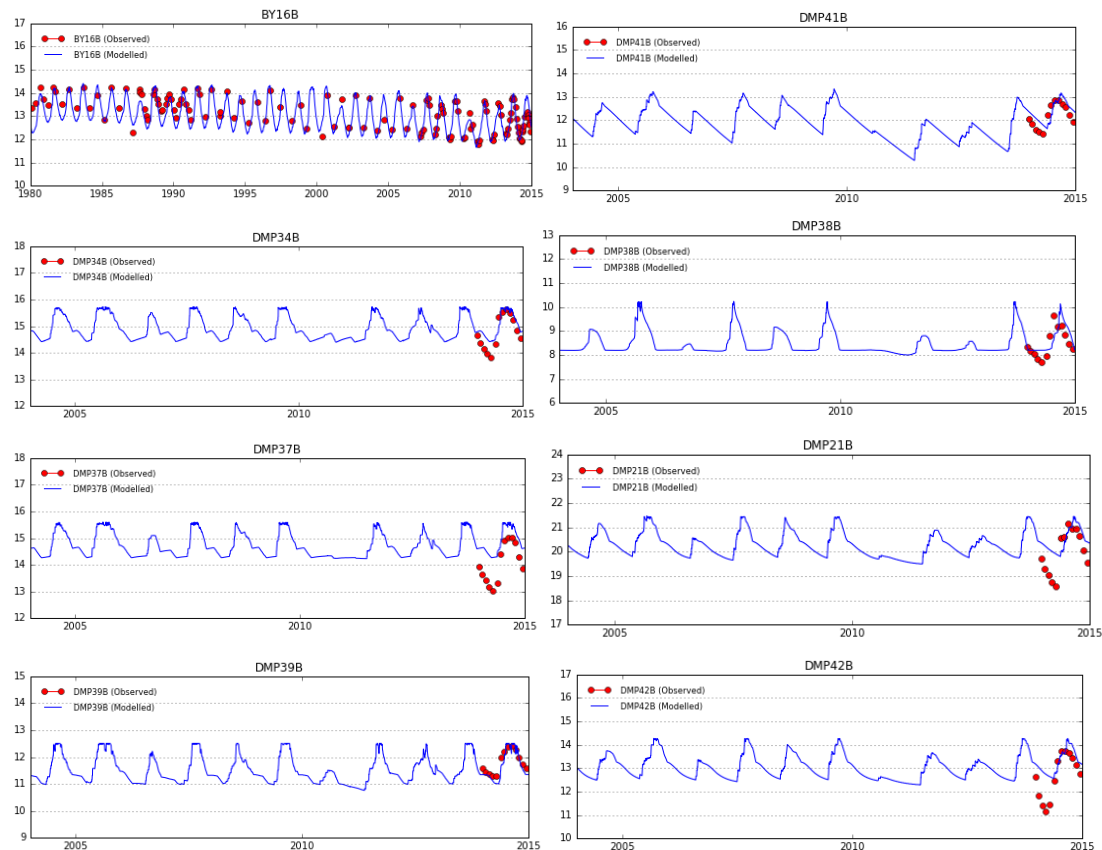 BY16B
17
16
15
14
13
12
11
10
BY16B (Observed)
BY16B (Modelled)
1980 1985 1990 1995 2000 2005 2010 2015
DMP41B
16
15
14
13
12
11
10
9
DMP41B (Observed)
DMP41B (Modelled)
2005 2010 2015
DMP34B
18
17
16
15
14
13
12
DMP34B (Observed)
DMP34B (Modelled)
2005 2010 2015
DMP38B
13
12
11
10
9
8
7
6
DMP38B (Observed)
DMP38B (Modelled)
2005 2010 2015
DMP37B
18
17
16
15
14
13
12
DMP37B (Observed)
DMP37B (Modelled)
2005 2010 2015
DMP21B
24
23
22
21
20
19
18
17
DMP21B (Observed)
DMP21B (Modelled)
2005 2010 2015
DMP39B
15
14
13
12
11
10
9
DMP39B (Observed)
DMP39B (Modelled)
2005 2010 2015
DMP42B
17
16
15
14
13
12
11
10
DMP42B (Observed)
DMP42B (Modelled)
2005 2010 2015